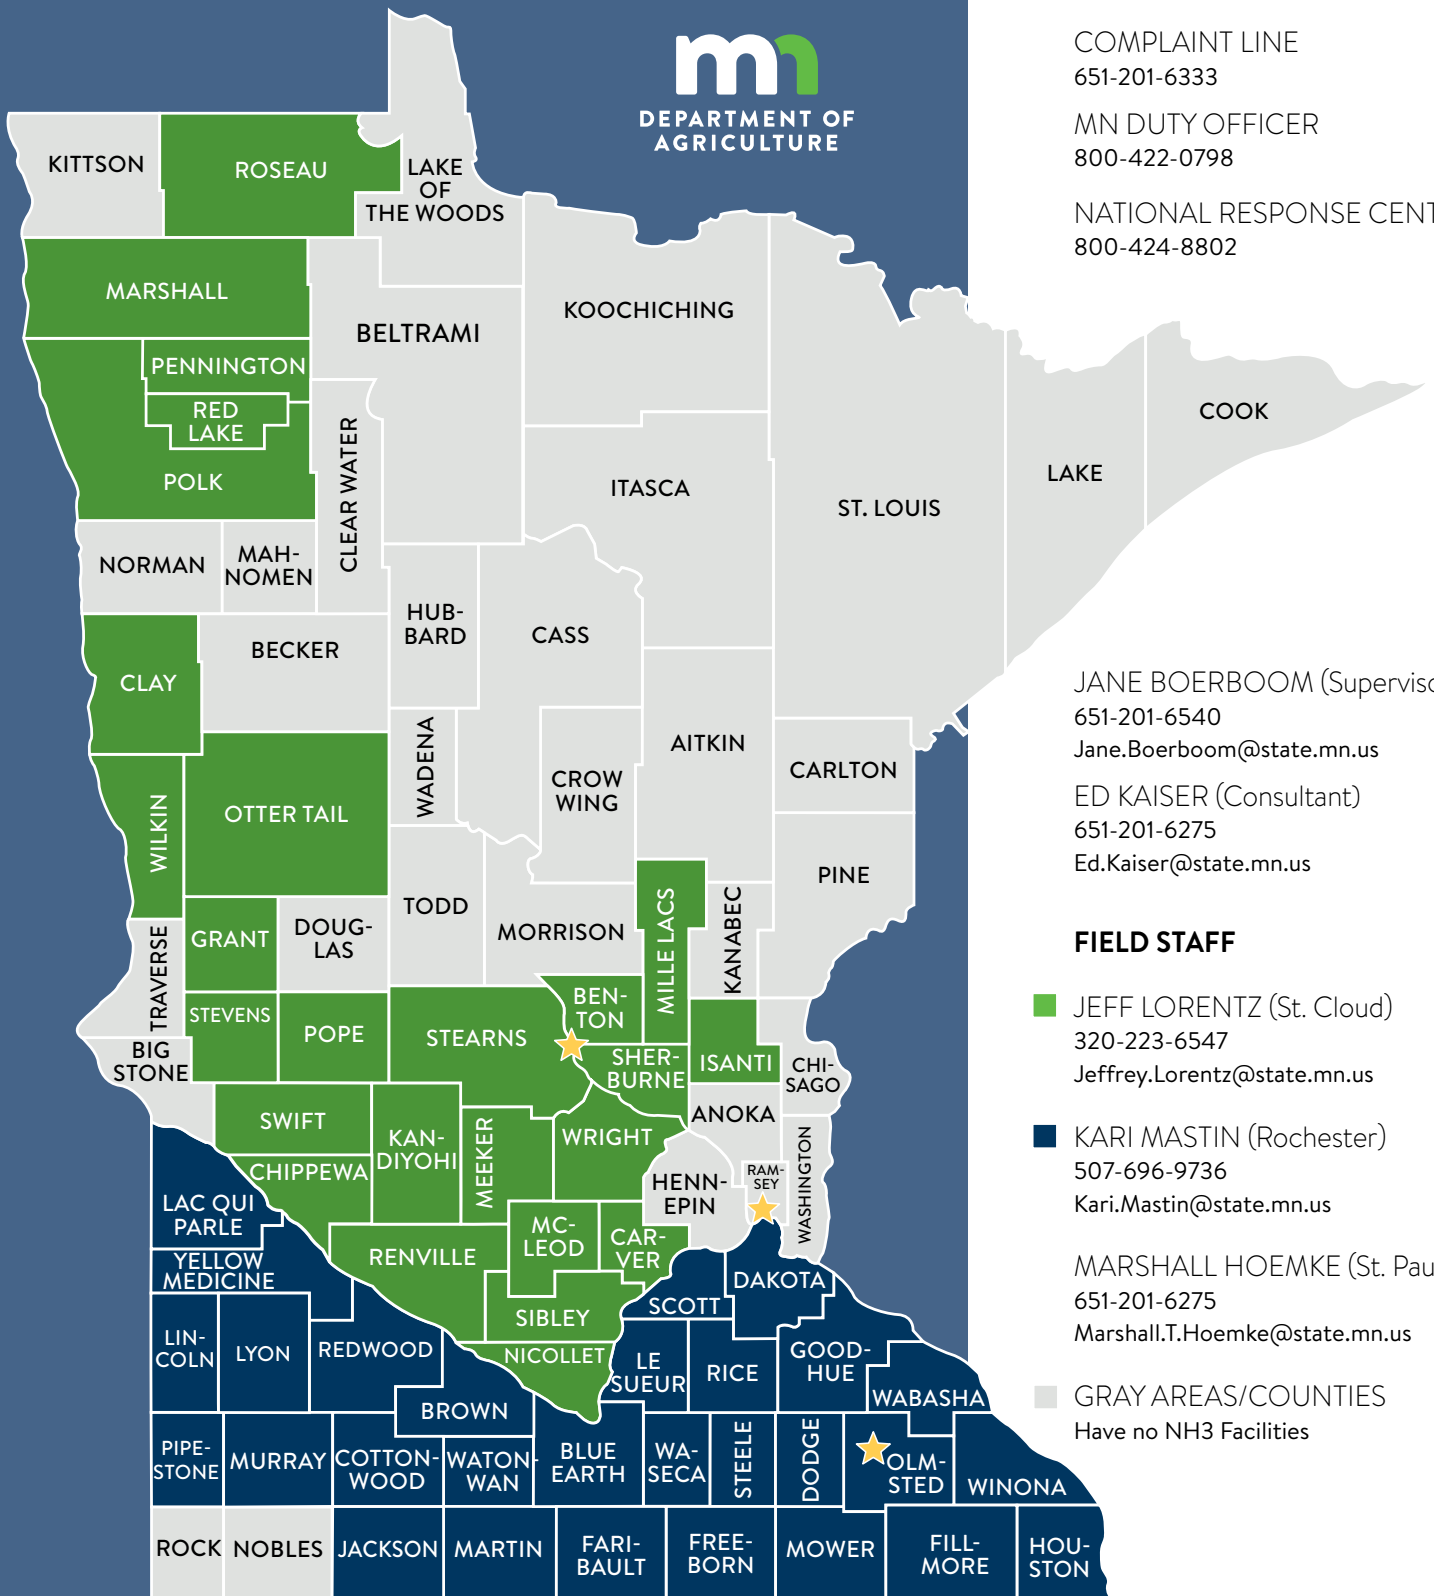 mn
DEPARTMENT OF
AGRICULTURE
COMPLAINT LINE
651-201-6333
MN DUTY OFFICER
800-422-0798
NATIONAL RESPONSE CENT
800-424-8802
JANE BOERBOOM (Superviso
651-201-6540
Jane.Boerboom@state.mn.us
ED KAISER (Consultant)
651-201-6275
Ed.Kaiser@state.mn.us
FIELD STAFF
JEFF LORENTZ (St. Cloud)
320-223-6547
Jeffrey.Lorentz@state.mn.us
KARI MASTIN (Rochester)
507-696-9736
Kari.Mastin@state.mn.us
MARSHALL HOEMKE (St. Pau
651-201-6275
Marshall.T.Hoemke@state.mn.us
GRAY AREAS/COUNTIES
Have no NH3 Facilities
KITTSON
ROSEAU
LAKE
OF
THE WOODS
MARSHALL
BELTRAMI
KOOCHICHING
PENNINGTON
RED
LAKE
POLK
CLEAR WATER
ITASCA
ST. LOUIS
LAKE
COOK
NORMAN
MAH-
NOMEN
HUB-
BARD
CASS
BECKER
CLAY
WADENA
AITKIN
CARLTON
CROW
WING
WILKIN
OTTER TAIL
PINE
TODD
MORRISON
MILLE LACS
KANABEC
GRANT
DOUG-
LAS
TRAVERSE
STEVENS
POPE
STEARNS
BEN-
TON
SHER-
BURNE
ISANTI
CHI-
SAGO
BIG
STONE
SWIFT
KAN-
DIYOHI
MEEKER
WRIGHT
ANOKA
WASHINGTON
RAM-
SEY
HENN-
EPIN
CHIPPEWA
LAC QUI
PARLE
MC-
LEOD
CAR-
VER
RENVILLE
YELLOW
MEDICINE
SIBLEY
SCOTT
DAKOTA
LIN-
COLN
LYON
REDWOOD
NICOLLET
LE
SUEUR
RICE
GOOD-
HUE
WABASHA
BROWN
PIPE-
STONE
MURRAY
COTTON-
WOOD
WATON-
WAN
BLUE
EARTH
WA-
SECA
STEELE
DODGE
OLM-
STED
WINONA
ROCK
NOBLES
JACKSON
MARTIN
FARI-
BAULT
FREE-
BORN
MOWER
FILL-
MORE
HOU-
STON